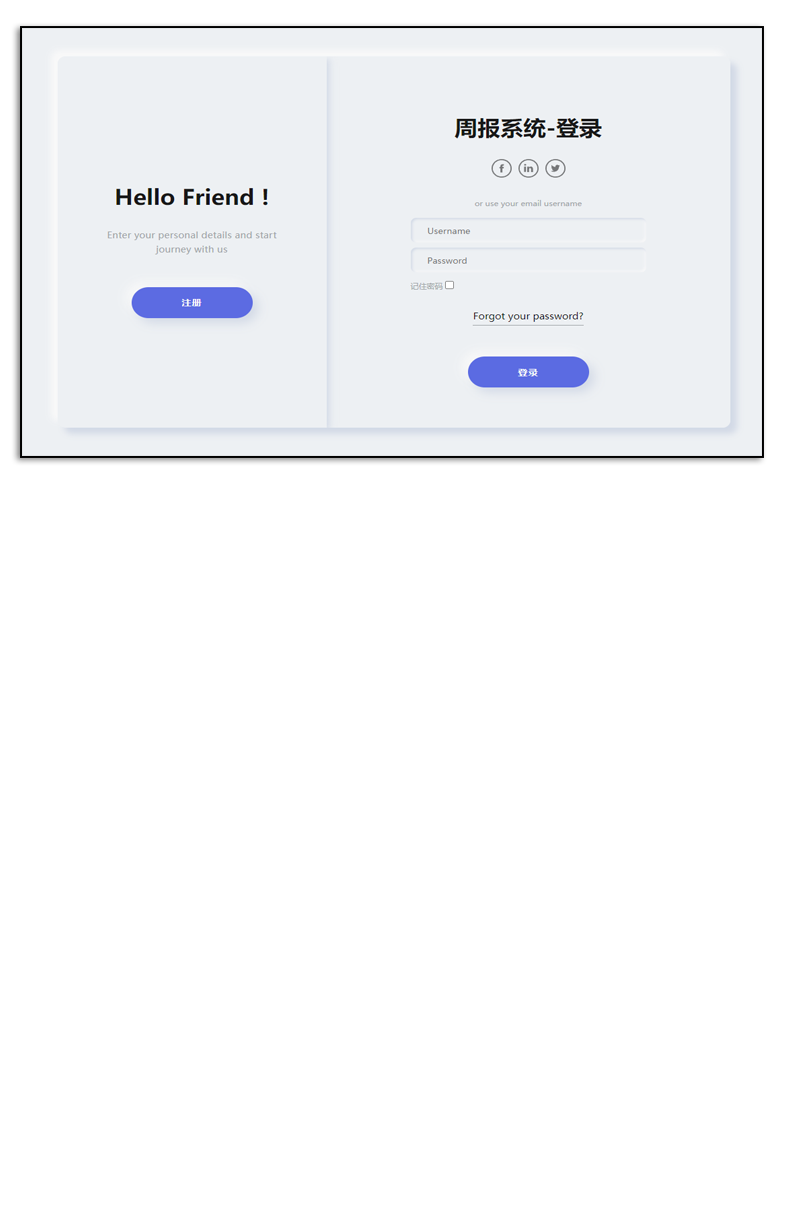 Hello Friend !
Enter your personal details and start
journey with us
注册
周报系统-登录
or use your email username
Username
Password
记住密码
Forgot your password?
登录